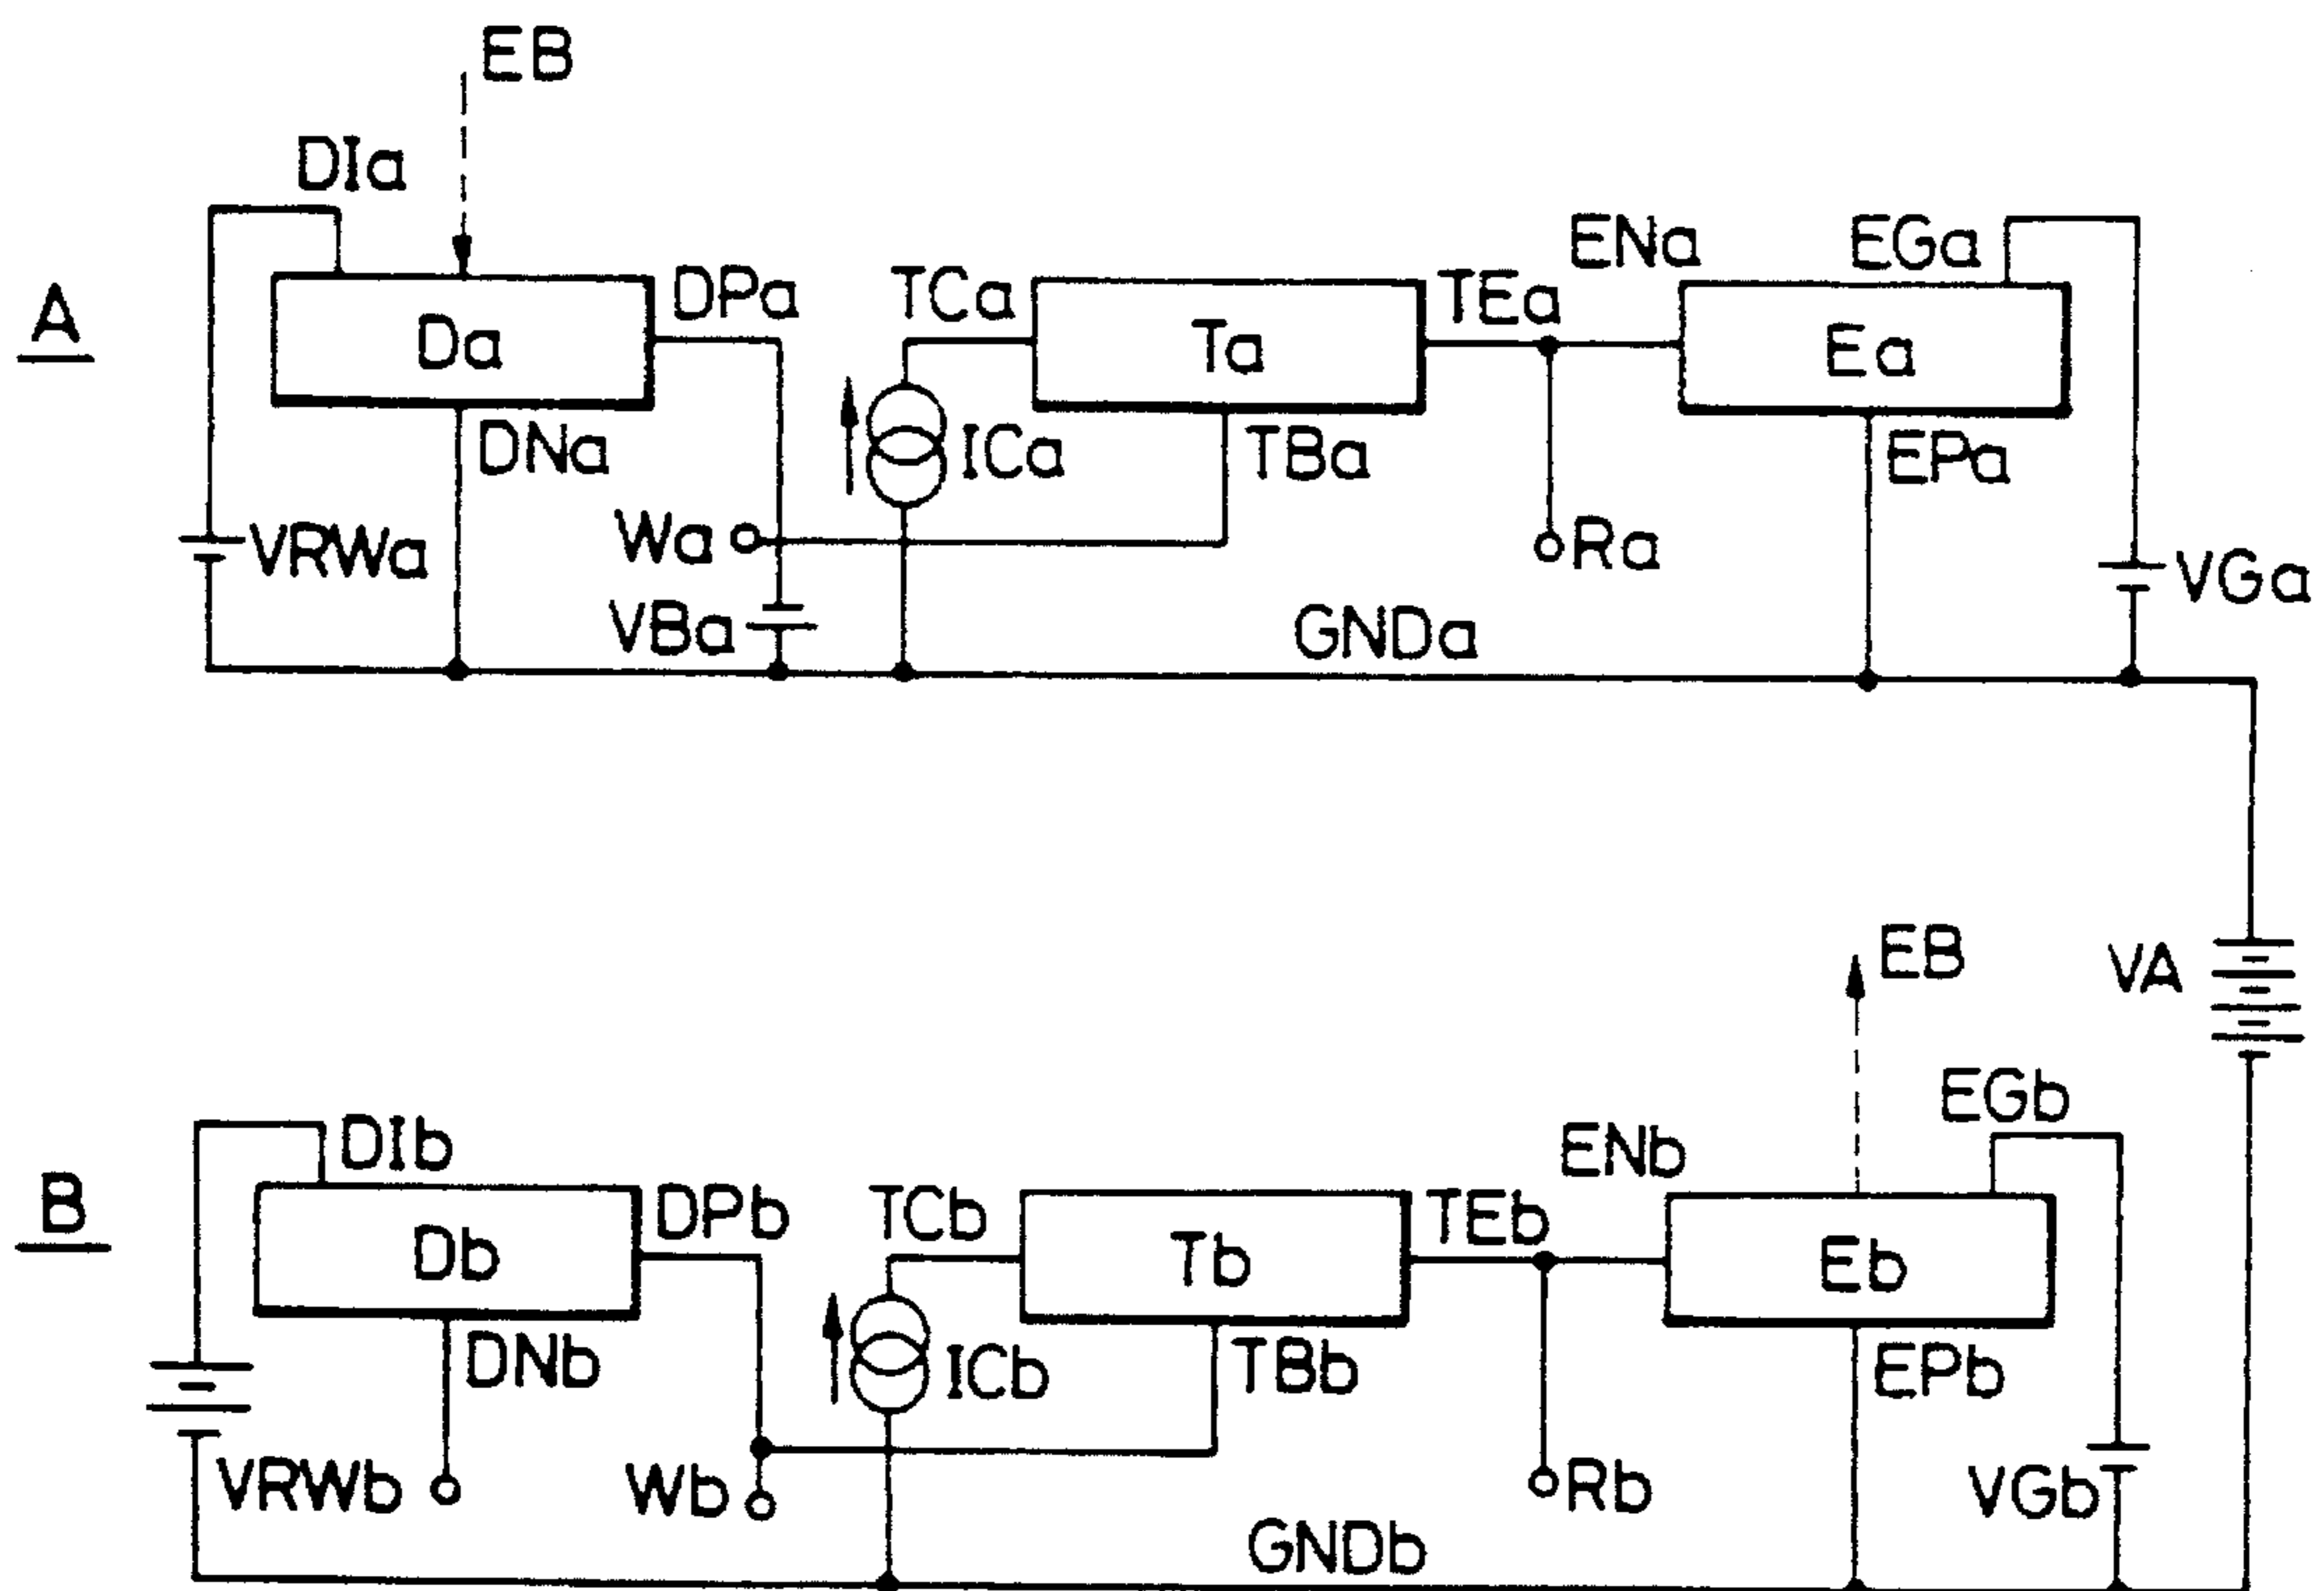 EB
DIa
A
Da
DPa
TCa
Ta
TEa
ENa
EGa
Ea
DNa
ICa
TBa
EPa
VRWa
Wa
Ra
VGa
VBa
GNDa
EB
VA
EGb
DIb
ENb
B
Db
DPb
TCb
Tb
TEb
Eb
DNb
ICb
TBb
EPb
VRWb
Wb
Rb
VGb
GNDb